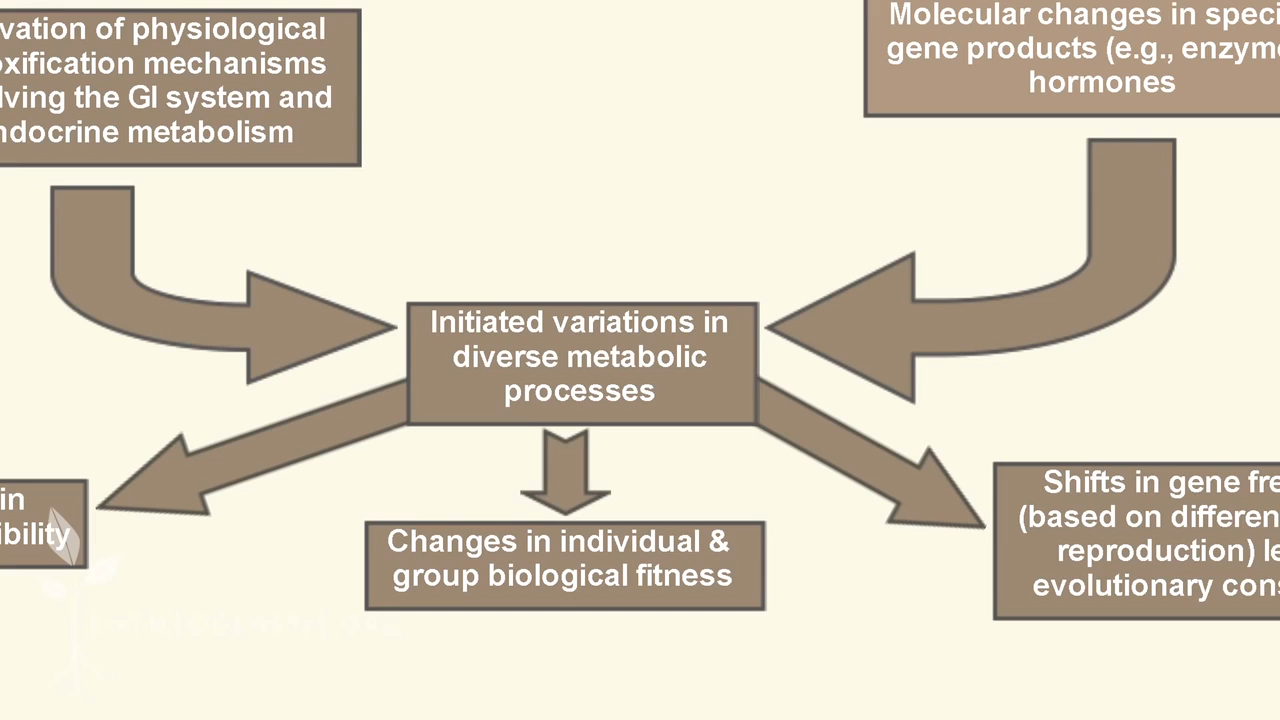 vation of physiological
oxification mechanisms
lving the GI system and
ndocrine metabolism
Molecular changes in speci
gene products (e.g., enzyme
hormones
Initiated variations in
diverse metabolic
processes
in
ibility
Changes in individual &
group biological fitness
Shifts in gene fre
(based on differen
reproduction) le
evolutionary cons